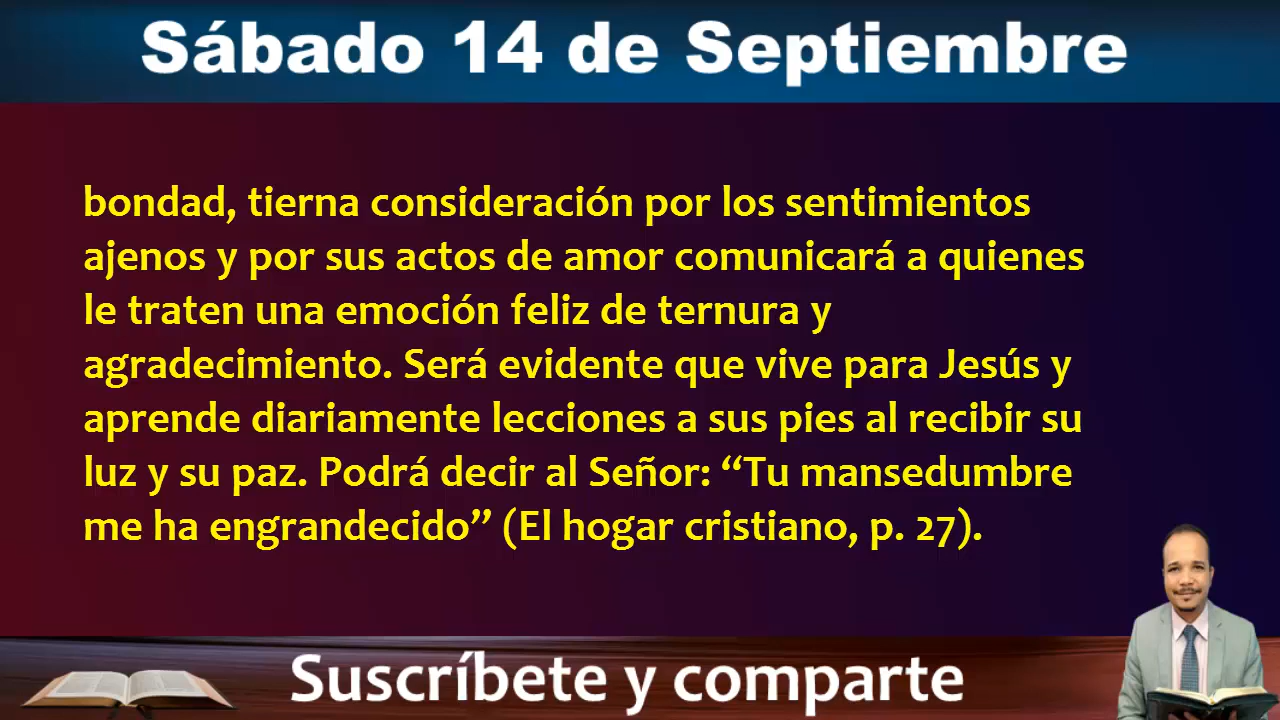 Sábado 14 de Septiembre
bondad, tierna consideración por los sentimientos
ajenos y por sus actos de amor comunicará a quienes
le traten una emoción feliz de ternura y
agradecimiento. Será evidente que vive para Jesús y
aprende diariamente lecciones a sus pies al recibir su
luz y su paz. Podrá decir al Señor: “Tu mansedumbre
me ha engrandecido” (El hogar cristiano, p. 27).
Suscríbete y comparte